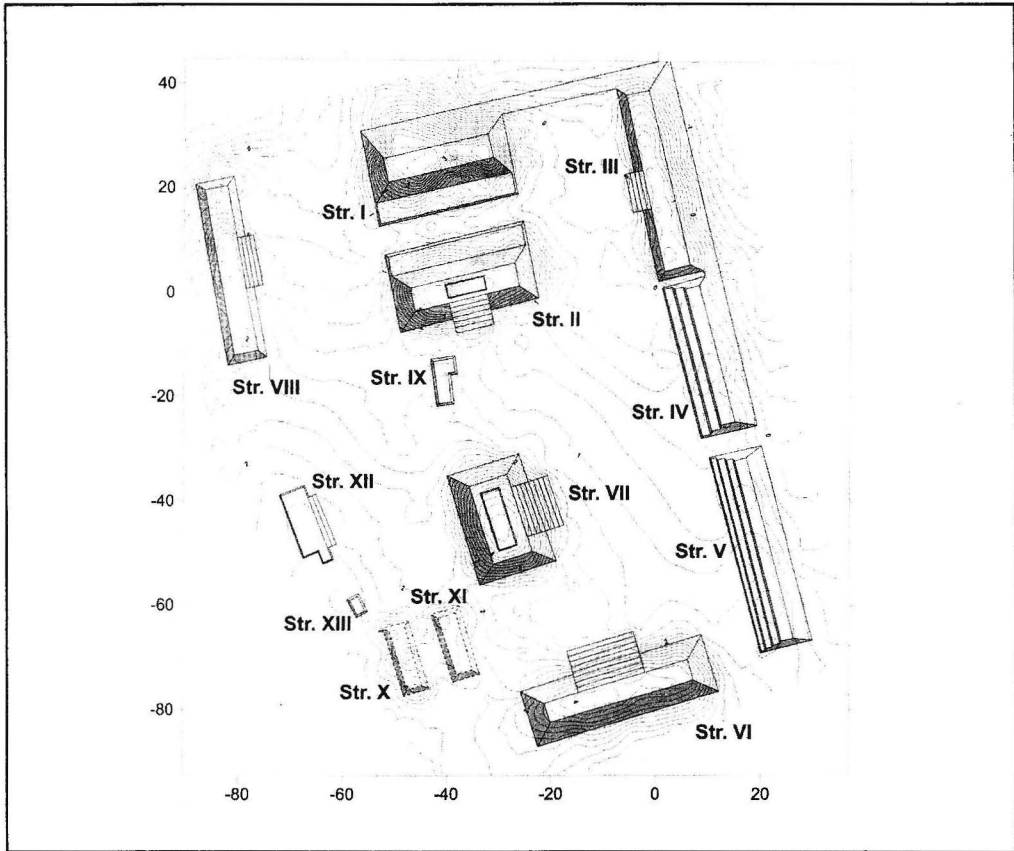 40
Str. III
20
Str. I
0
Str. II
Str. IX
Str. VIII
-20
Str. IV
Str. XII
-40
Str. VII
Str. V
Str. XI
-60
Str. XIII
Str. X
-80
Str. VI
-80
-60
-40
-20
0
20